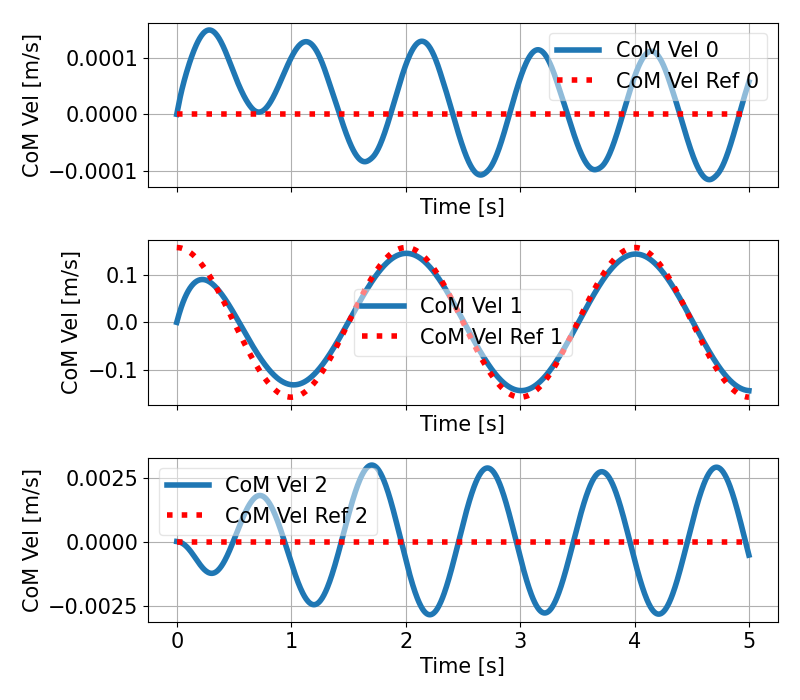 CoM Vel [m/s]
0.0001
0.0000
−0.0001
CoM Vel 0
CoM Vel Ref 0
Time [s]
CoM Vel [m/s]
0.1
0.0
−0.1
CoM Vel 1
CoM Vel Ref 1
Time [s]
CoM Vel [m/s]
0.0025
0.0000
−0.0025
CoM Vel 2
CoM Vel Ref 2
0 1 2 3 4 5
Time [s]